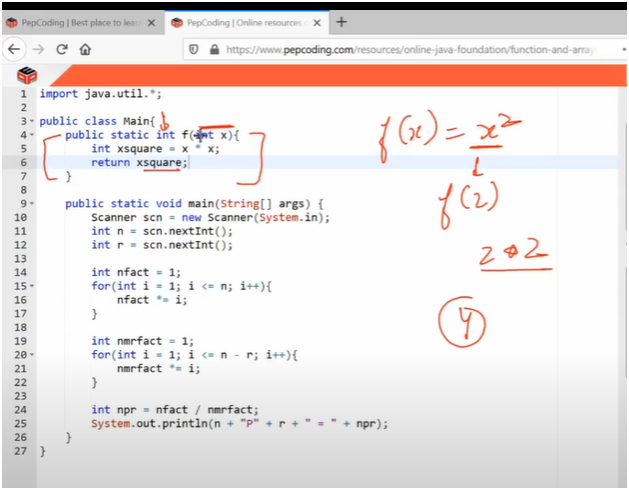 PepCoding | Best place to lear
PepCoding | Online resources
https://www.pepcoding.com/resources/online-java-foundation/function-and-array
1 import java.util.*;
2
3 public class Main{
4 public static int f(int x){
5 int xsquare = x * x;
6 return xsquare;
7 }
8
9 public static void main(String[] args) {
10 Scanner scn = new Scanner(System.in);
11 int n = scn.nextInt();
12 int r = scn.nextInt();
13
14 int nfact = 1;
15 for(int i = 1; i <= n; i++){
16 nfact *= i;
17 }
18
19 int nmrfact = 1;
20 for(int i = 1; i <= n - r; i++){
21 nmrfact *= i;
22 }
23
24 int npr = nfact / nmrfact;
25 System.out.println(n + "P" + r + " = " + npr);
26 }
27 }
f(x) = x²
f(2)
2*2
4